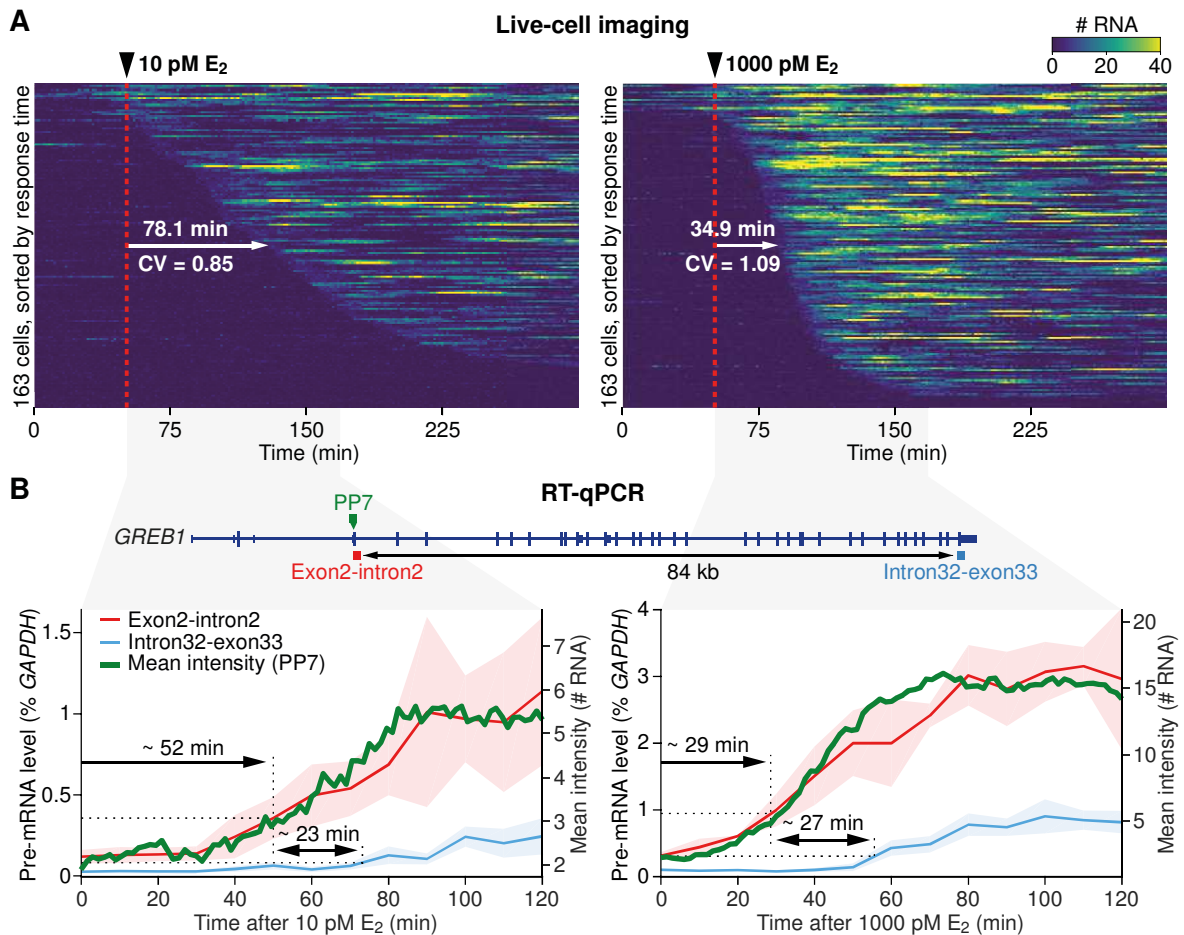 A
Live-cell imaging
# RNA
0 20 40
10 pM E₂
1000 pM E₂
163 cells, sorted by response time
78.1 min
CV = 0.85
0 75 150 225
Time (min)
163 cells, sorted by response time
34.9 min
CV = 1.09
0 75 150 225
Time (min)
B
RT-qPCR
PP7
GREB1
Exon2-intron2
84 kb
Intron32-exon33
Pre-mRNA level (% GAPDH)
1.5
1
0.5
0
Exon2-intron2
Intron32-exon33
Mean intensity (PP7)
~ 52 min
~ 23 min
7
6
5
4
3
2
Mean intensity (# RNA)
0 20 40 60 80 100 120
Time after 10 pM E₂ (min)
Pre-mRNA level (% GAPDH)
4
3
2
1
0
~ 29 min
~ 27 min
20
15
10
5
Mean intensity (# RNA)
0 20 40 60 80 100 120
Time after 1000 pM E₂ (min)